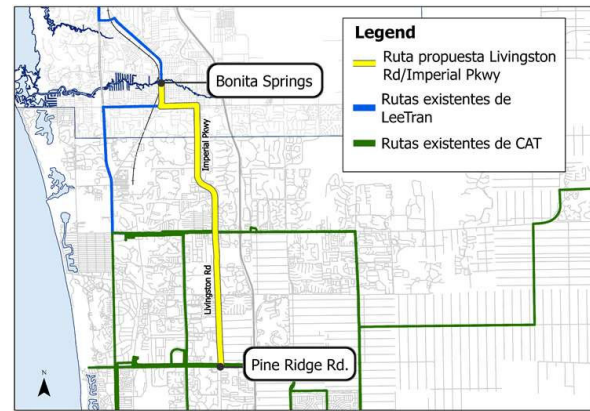 Legend
Ruta propuesta Livingston
Rd/Imperial Pkwy
Rutas existentes de
LeeTran
Rutas existentes de CAT
Bonita Springs
Imperial Pkwy
Livingston Rd
Pine Ridge Rd.
N